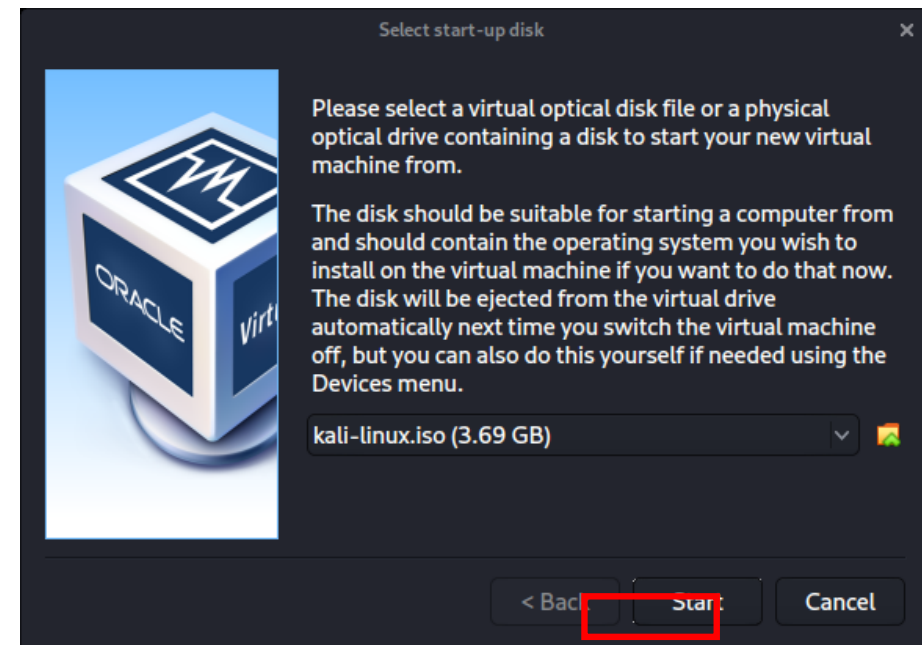 Select start-up disk
Please select a virtual optical disk file or a physical
optical drive containing a disk to start your new virtual
machine from.
The disk should be suitable for starting a computer from
and should contain the operating system you wish to
install on the virtual machine if you want to do that now.
The disk will be ejected from the virtual drive
automatically next time you switch the virtual machine
off, but you can also do this yourself if needed using the
Devices menu.
ORACLE
Virtu
kali-linux.iso (3.69 GB)
< Back Start Cancel